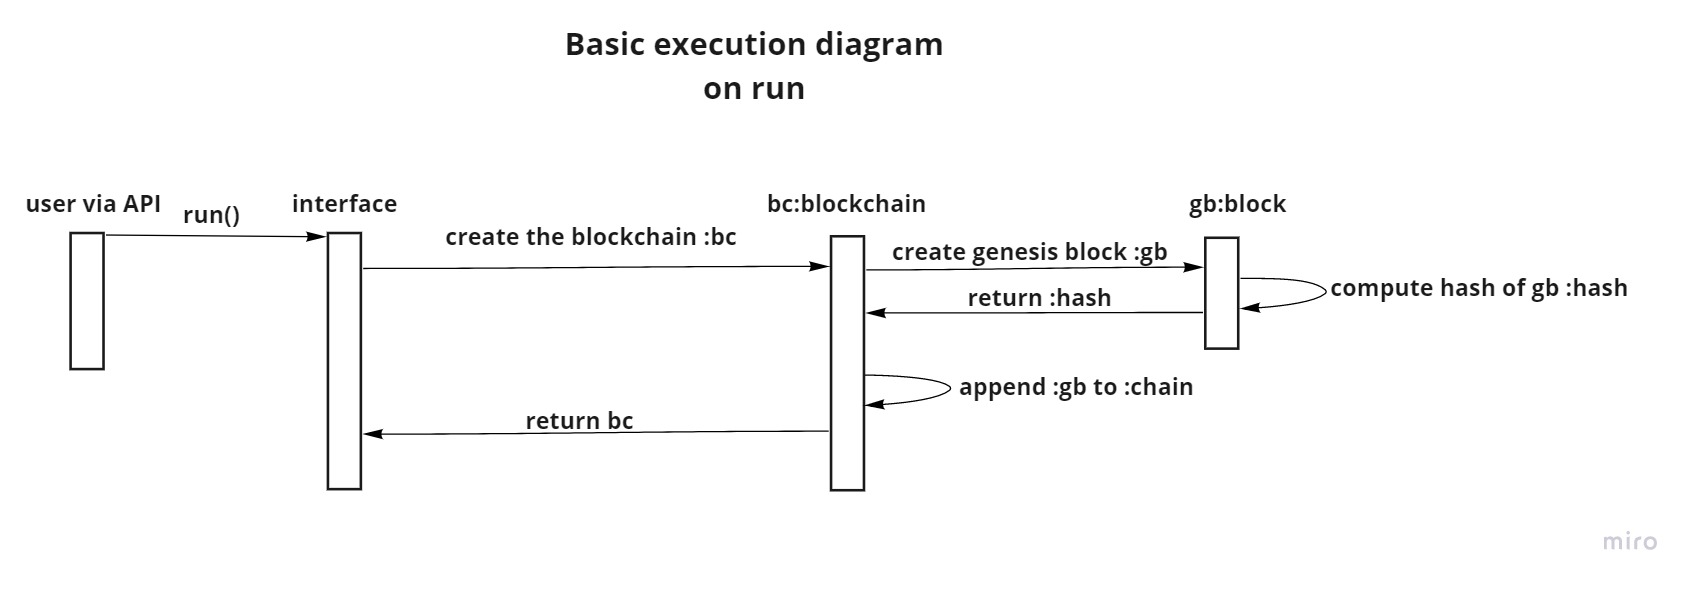 Basic execution diagram
on run
user via API
run()
interface
create the blockchain :bc
bc:blockchain
create genesis block :gb
gb:block
compute hash of gb :hash
return :hash
append :gb to :chain
return bc
miro